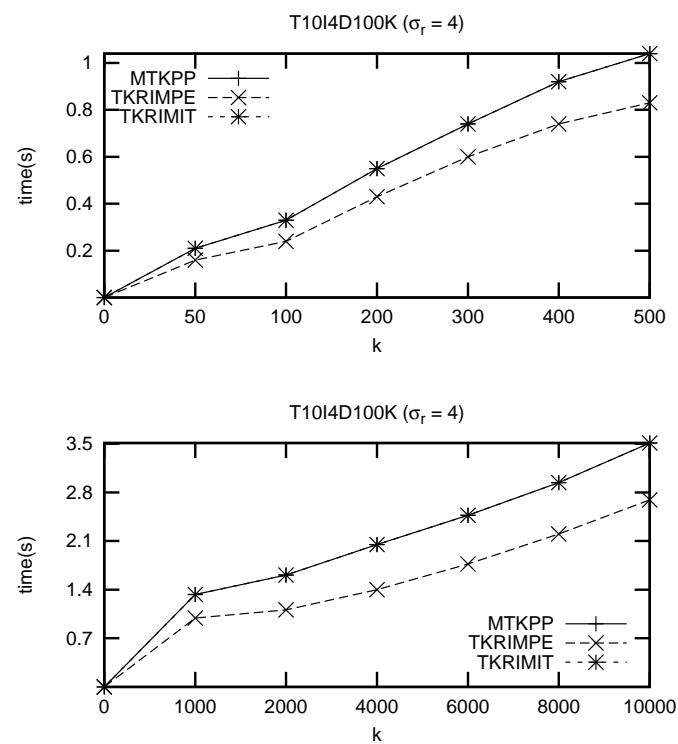 T10I4D100K (σr = 4)
1
0.8
0.6
0.4
0.2
time(s)
MTKPP
TKRIMPE
TKRIMIT
0 50 100 200 300 400 500
k
T10I4D100K (σr = 4)
3.5
2.8
2.1
1.4
0.7
time(s)
MTKPP
TKRIMPE
TKRIMIT
0 1000 2000 4000 6000 8000 10000
k